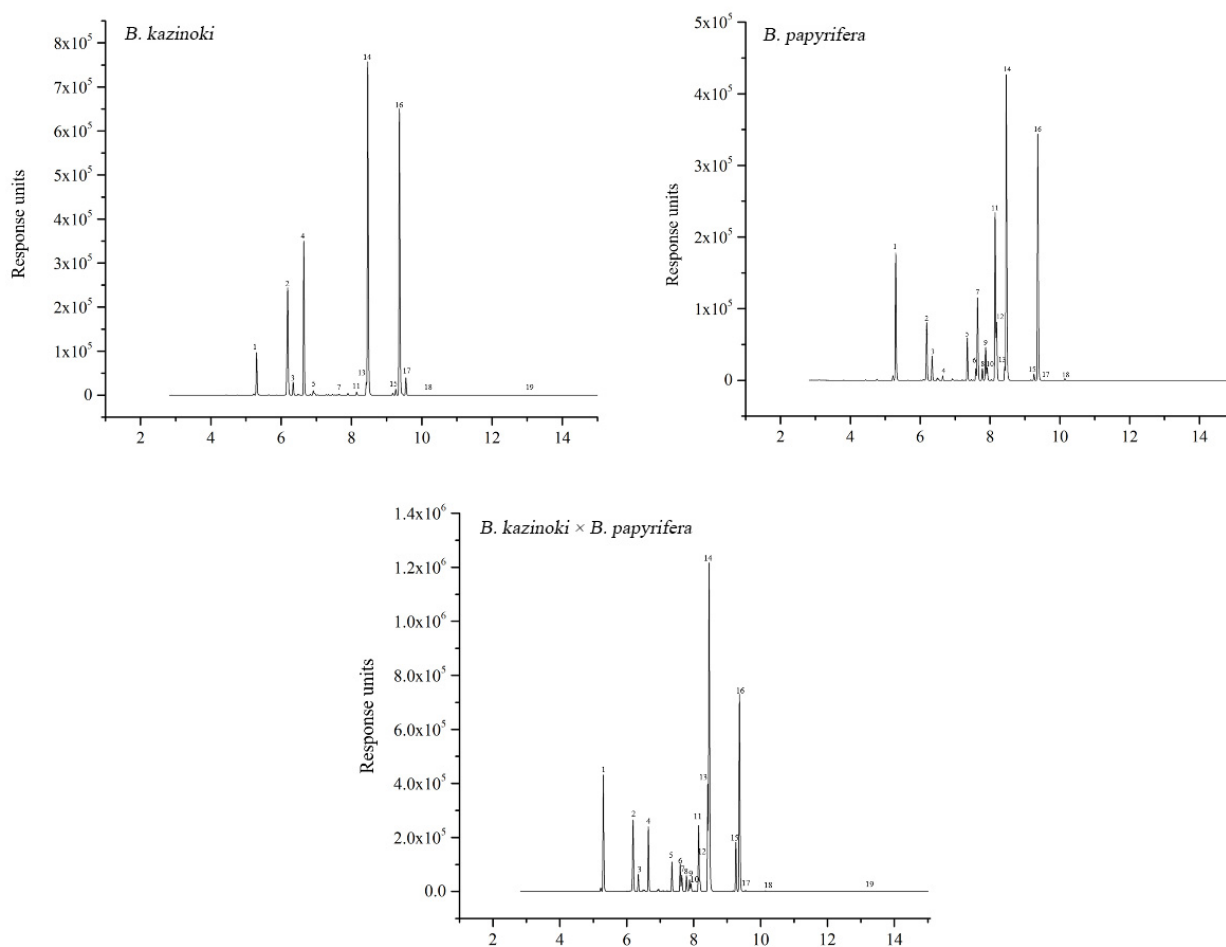 B. kazinoki
8x10⁵
7x10⁵
6x10⁵
5x10⁵
4x10⁵
3x10⁵
2x10⁵
1x10⁵
0
Response units
2 4 6 8 10 12 14
1 2 3 4 5 7 11 13 14 15 16 17 18 19
B. papyrifera
5x10⁵
4x10⁵
3x10⁵
2x10⁵
1x10⁵
0
Response units
2 4 6 8 10 12 14
1 2 3 4 5 6 7 8 9 10 11 12 13 14 15 16 17 18
B. kazinoki × B. papyrifera
1.4x10⁶
1.2x10⁶
1.0x10⁶
8.0x10⁵
6.0x10⁵
4.0x10⁵
2.0x10⁵
0.0
Response units
2 4 6 8 10 12 14
1 2 3 4 5 6 7 8 9 10 11 12 13 14 15 16 17 18 19